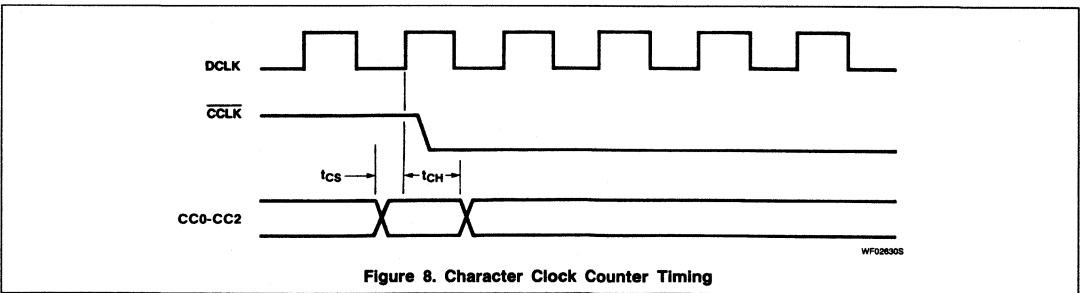 DCLK
CCLK
tCS
tCH
CC0-CC2
WF02630S
Figure 8. Character Clock Counter Timing